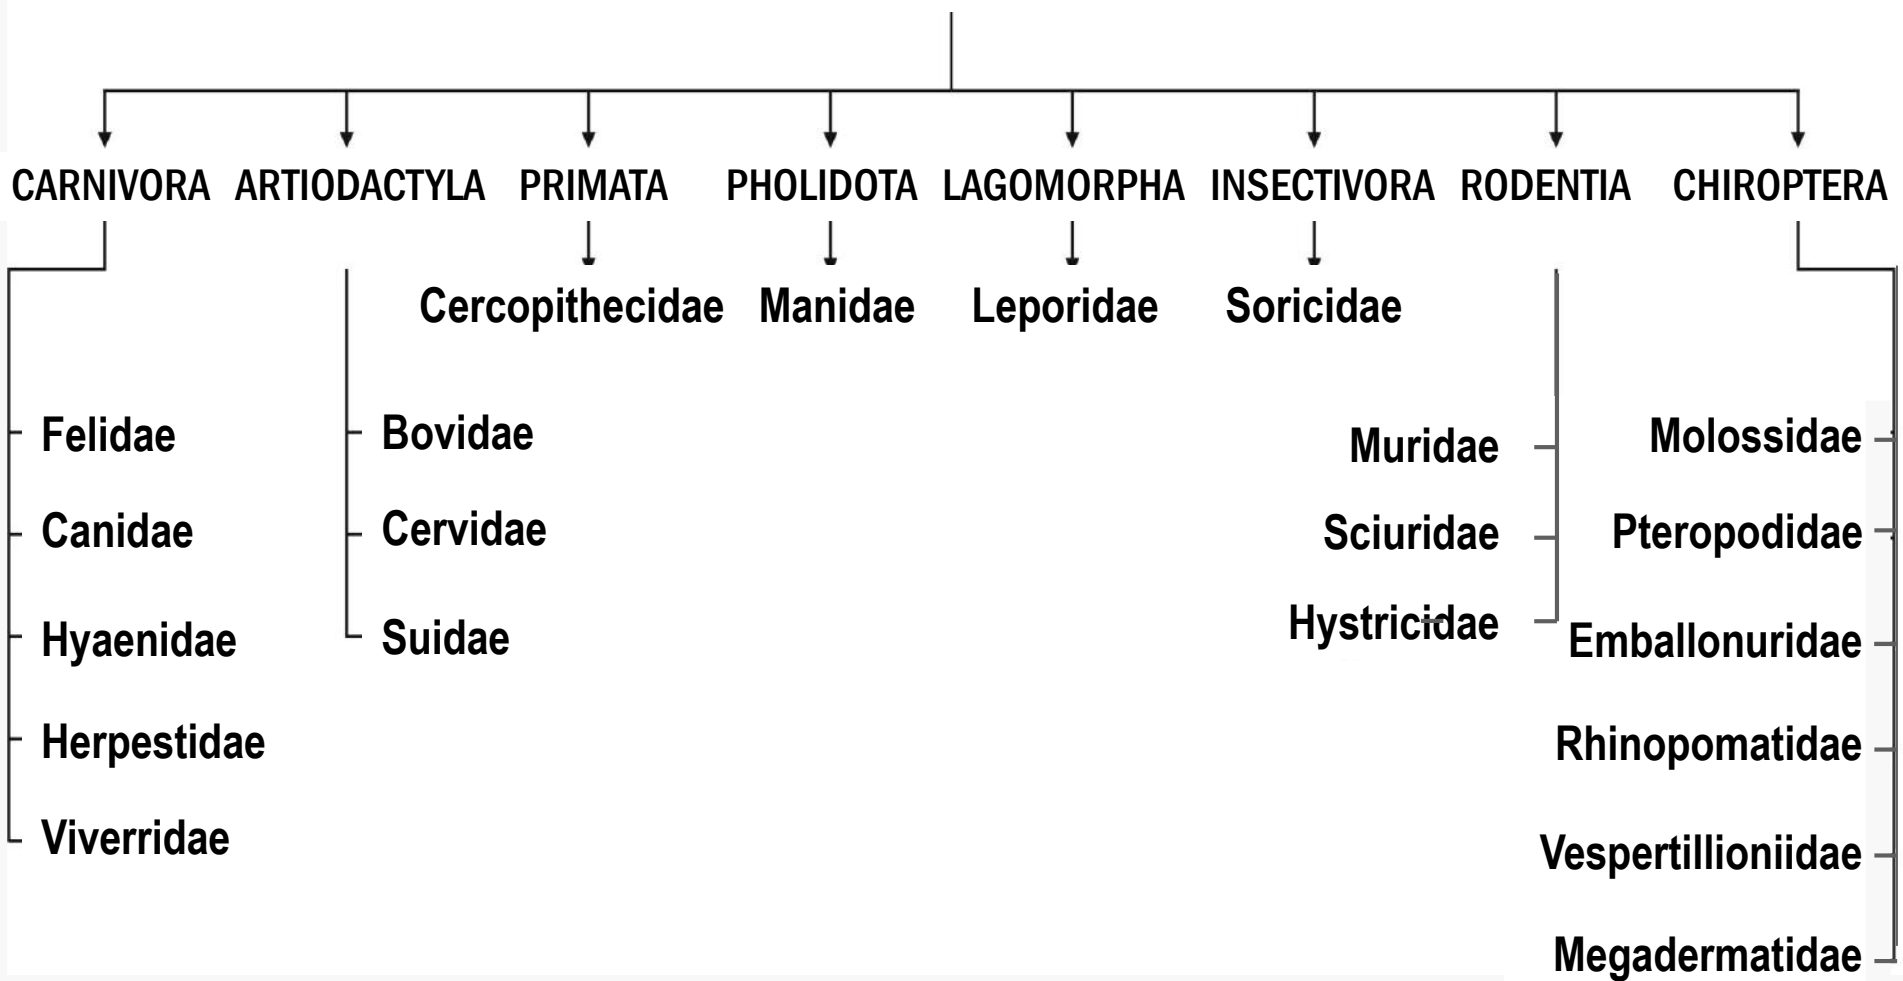 CARNIVORA ARTIODACTYLA PRIMATA PHOLIDOTA LAGOMORPHA INSECTIVORA RODENTIA CHIROPTERA
Cercopithecidae Manidae Leporidae Soricidae
Felidae
Canidae
Hyaenidae
Herpestidae
Viverridae
Bovidae
Cervidae
Suidae
Muridae
Sciuridae
Hystricidae
Molossidae
Pteropodidae
Emballonuridae
Rhinopomatidae
Vespertillioniidae
Megadermatidae